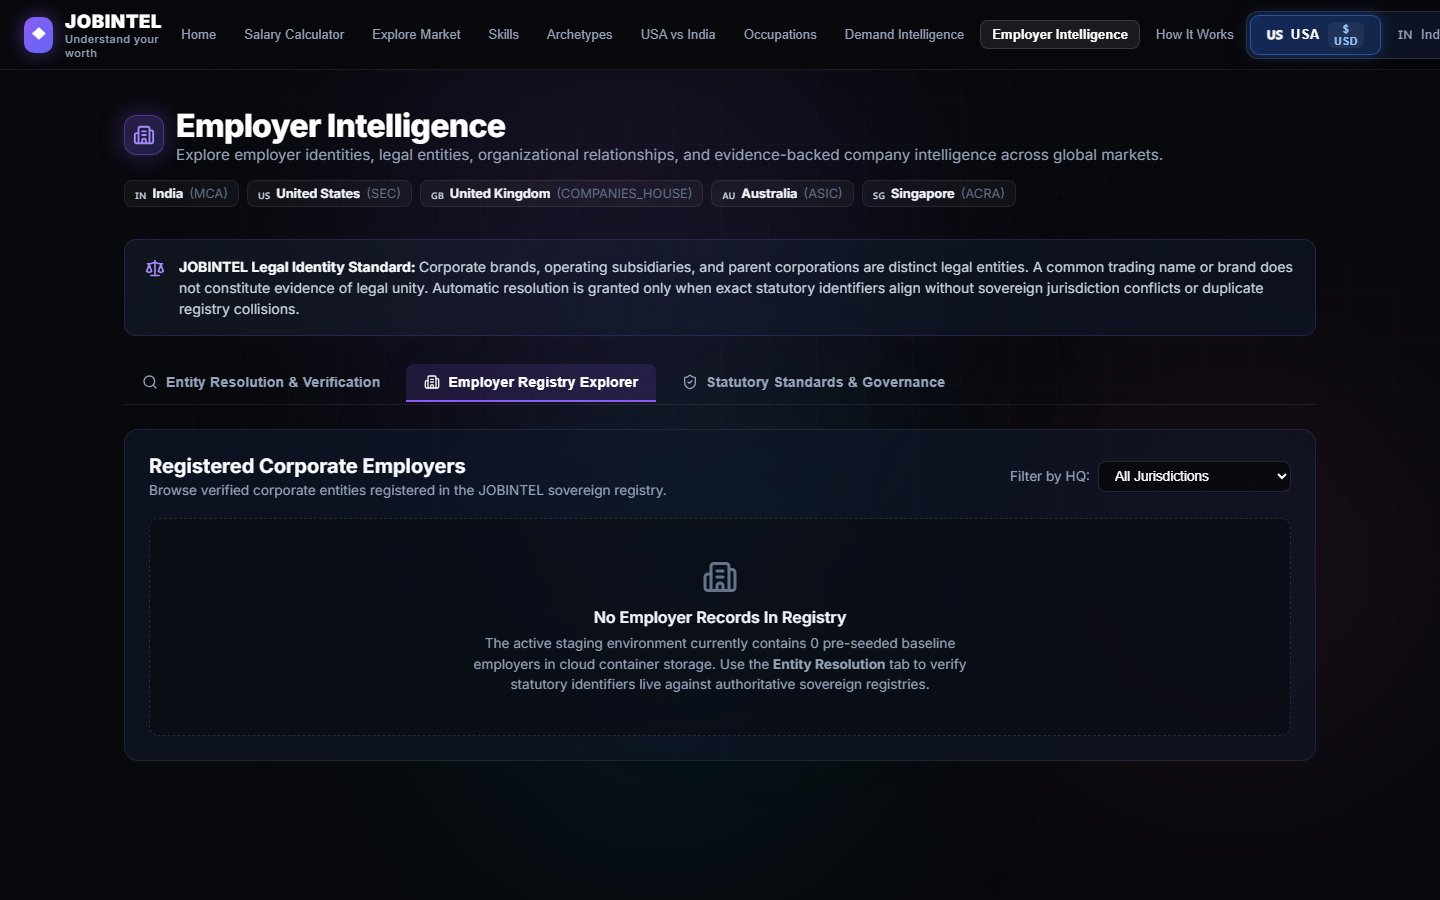 JOBINTEL
Understand your
worth
Home
Salary Calculator
Explore Market
Skills
Archetypes
USA vs India
Occupations
Demand Intelligence
Employer Intelligence
How It Works
US USA
$
USD
IN Ind
Employer Intelligence
Explore employer identities, legal entities, organizational relationships, and evidence-backed company intelligence across global markets.
IN India (MCA)
US United States (SEC)
GB United Kingdom (COMPANIES_HOUSE)
AU Australia (ASIC)
SG Singapore (ACRA)
JOBINTEL Legal Identity Standard: Corporate brands, operating subsidiaries, and parent corporations are distinct legal entities. A common trading name or brand does
not constitute evidence of legal unity. Automatic resolution is granted only when exact statutory identifiers align without sovereign jurisdiction conflicts or duplicate
registry collisions.
Entity Resolution & Verification
Employer Registry Explorer
Statutory Standards & Governance
Registered Corporate Employers
Browse verified corporate entities registered in the JOBINTEL sovereign registry.
Filter by HQ:
All Jurisdictions
No Employer Records In Registry
The active staging environment currently contains 0 pre-seeded baseline
employers in cloud container storage. Use the Entity Resolution tab to verify
statutory identifiers live against authoritative sovereign registries.